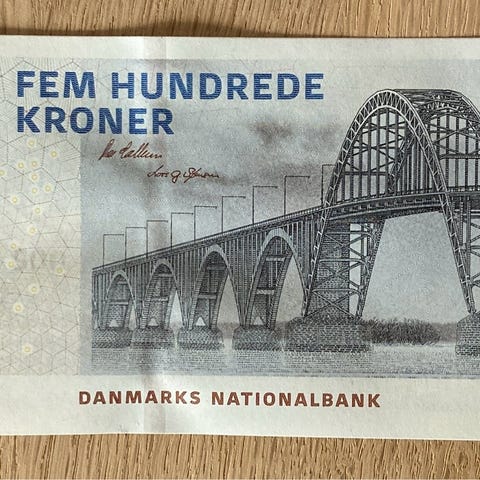 FEM HUNDREDE
KRONER
DANMARKS NATIONALBANK